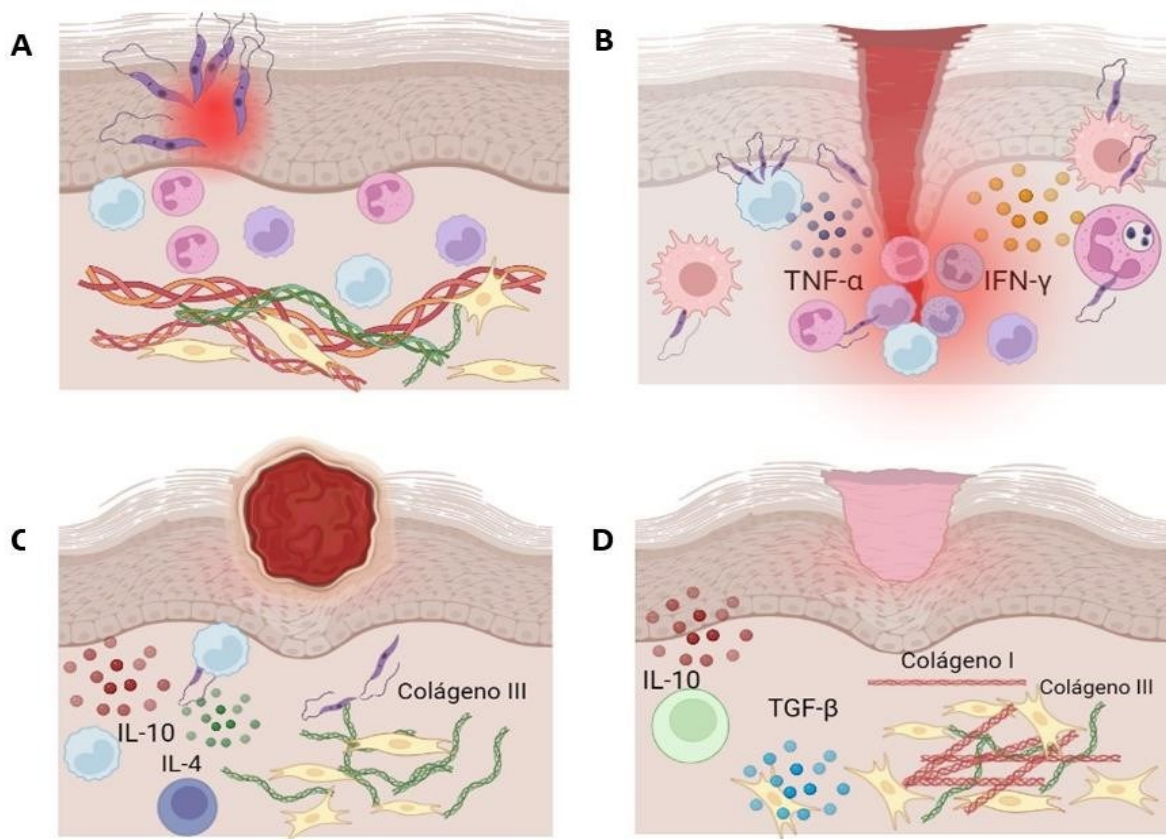 A
B
TNF-α
IFN-γ
C
IL-10
IL-4
Colágeno III
D
IL-10
TGF-β
Colágeno I
Colágeno III